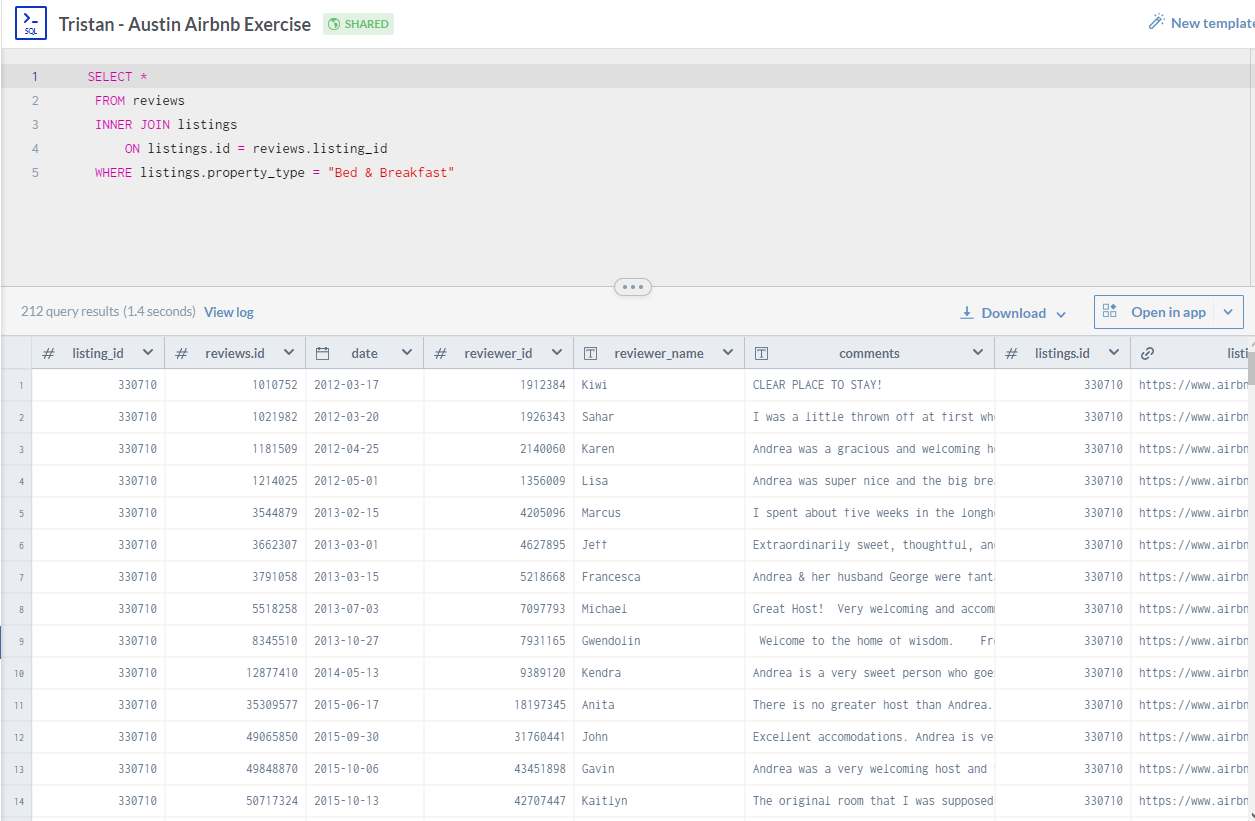 SQL
Tristan - Austin Airbnb Exercise SHARED New template
1 SELECT *
2 FROM reviews
3 INNER JOIN listings
4 ON listings.id = reviews.listing_id
5 WHERE listings.property_type = "Bed & Breakfast"
212 query results (1.4 seconds) View log Download Open in app
# listing_id # reviews.id date # reviewer_id T reviewer_name T comments # listings.id listi
1 330710 1010752 2012-03-17 1912384 Kiwi CLEAR PLACE TO STAY! 330710 https://www.airbn
2 330710 1021982 2012-03-20 1926343 Sahar I was a little thrown off at first wh 330710 https://www.airbn
3 330710 1181509 2012-04-25 2140060 Karen Andrea was a gracious and welcoming h 330710 https://www.airbn
4 330710 1214025 2012-05-01 1356009 Lisa Andrea was super nice and the big brea 330710 https://www.airbn
5 330710 3544879 2013-02-15 4205096 Marcus I spent about five weeks in the longh 330710 https://www.airbn
6 330710 3662307 2013-03-01 4627895 Jeff Extraordinarily sweet, thoughtful, and 330710 https://www.airbn
7 330710 3791058 2013-03-15 5218668 Francesca Andrea & her husband George were fant 330710 https://www.airbn
8 330710 5518258 2013-07-03 7097793 Michael Great Host! Very welcoming and accomm 330710 https://www.airbn
9 330710 8345510 2013-10-27 7931165 Gwendolin Welcome to the home of wisdom. Fr 330710 https://www.airbn
10 330710 12877410 2014-05-13 9389120 Kendra Andrea is a very sweet person who goe 330710 https://www.airbn
11 330710 35309577 2015-06-17 18197345 Anita There is no greater host than Andrea. 330710 https://www.airbn
12 330710 49065850 2015-09-30 31760441 John Excellent accomodations. Andrea is ve 330710 https://www.airbn
13 330710 49848870 2015-10-06 43451898 Gavin Andrea was a very welcoming host and 330710 https://www.airbn
14 330710 50717324 2015-10-13 42707447 Kaitlyn The original room that I was supposed 330710 https://www.airbn